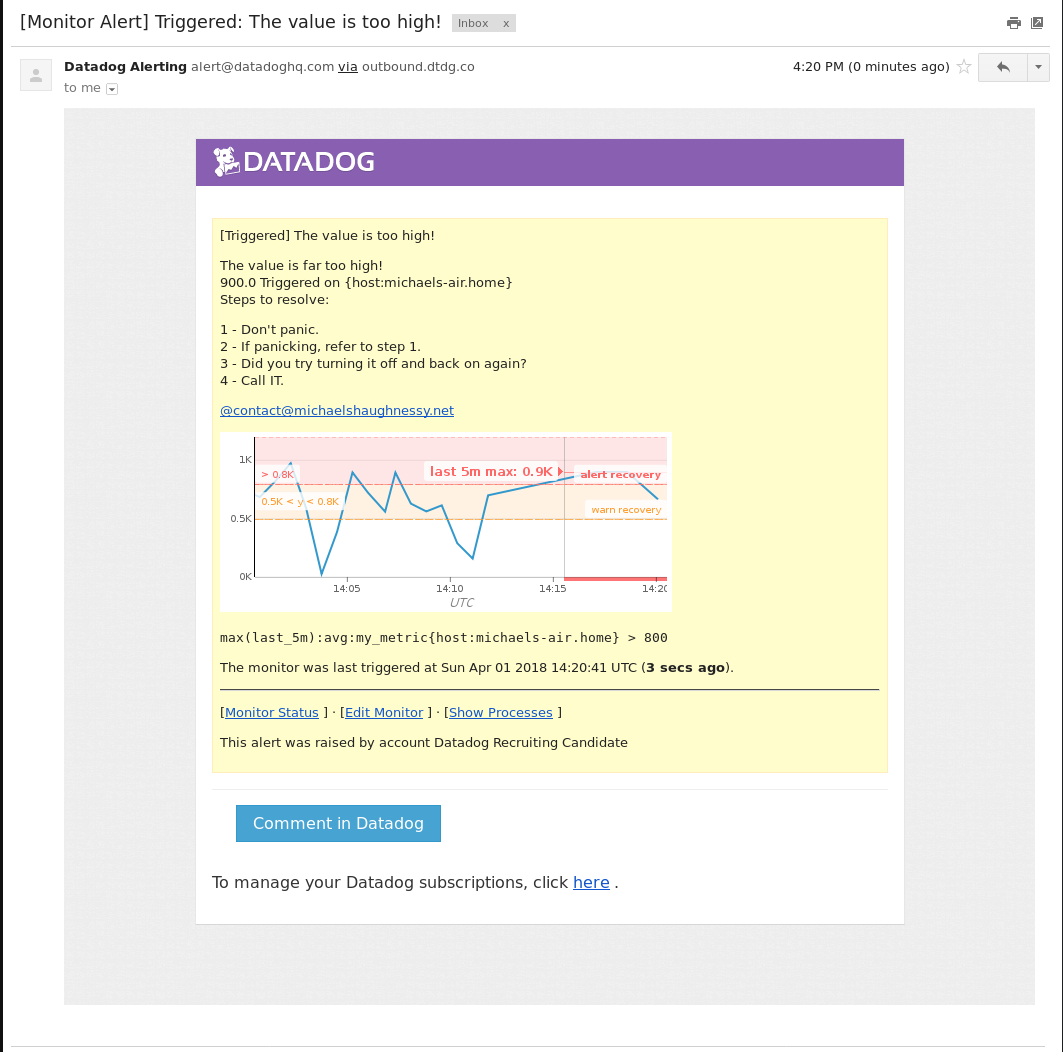 [Monitor Alert] Triggered: The value is too high! Inbox x
Datadog Alerting alert@datadoghq.com via outbound.dtdg.co 4:20 PM (0 minutes ago)
to me
DATADOG
[Triggered] The value is too high!
The value is far too high!
900.0 Triggered on {host:michaels-air.home}
Steps to resolve:
1 - Don't panic.
2 - If panicking, refer to step 1.
3 - Did you try turning it off and back on again?
4 - Call IT.
@contact@michaelshaughnessy.net
1K
> 0.8K last 5m max: 0.9K alert recovery
0.5K < y < 0.8K warn recovery
0.5K
0K
14:05 14:10 14:15 14:20
UTC
max(last_5m):avg:my_metric{host:michaels-air.home} > 800
The monitor was last triggered at Sun Apr 01 2018 14:20:41 UTC (3 secs ago).
[Monitor Status ] · [Edit Monitor ] · [Show Processes ]
This alert was raised by account Datadog Recruiting Candidate
Comment in Datadog
To manage your Datadog subscriptions, click here .